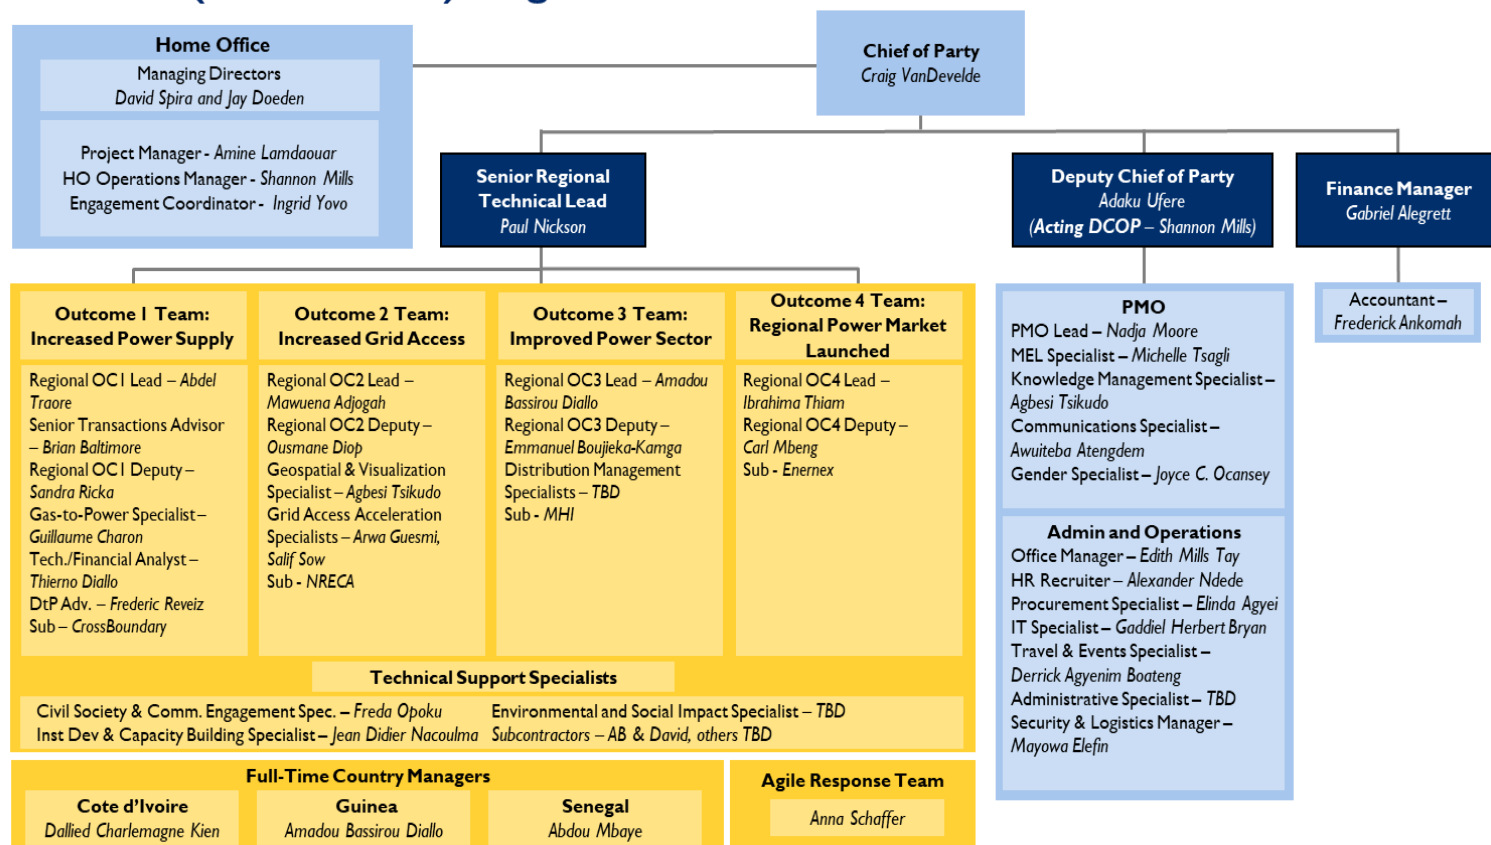 Home Office
Managing Directors
David Spira and Jay Doeden
Project Manager - Amine Lamdaouar
HO Operations Manager - Shannon Mills
Engagement Coordinator - Ingrid Yovo
Chief of Party
Craig VanDevelde
Senior Regional
Technical Lead
Paul Nickson
Deputy Chief of Party
Adaku Ufere
(Acting DCOP – Shannon Mills)
Finance Manager
Gabriel Alegrett
Accountant –
Frederick Ankomah
Outcome 1 Team:
Increased Power Supply
Regional OC1 Lead – Abdel
Traore
Senior Transactions Advisor
– Brian Baltimore
Regional OC1 Deputy –
Sandra Ricka
Gas-to-Power Specialist –
Guillaume Charon
Tech./Financial Analyst –
Thierno Diallo
DtP Adv. – Frederic Reveiz
Sub – CrossBoundary
Outcome 2 Team:
Increased Grid Access
Regional OC2 Lead –
Mawuena Adjogah
Regional OC2 Deputy –
Ousmane Diop
Geospatial & Visualization
Specialist – Agbesi Tsikudo
Grid Access Acceleration
Specialists – Arwa Guesmi,
Salif Sow
Sub - NRECA
Outcome 3 Team:
Improved Power Sector
Regional OC3 Lead – Amadou
Bassirou Diallo
Regional OC3 Deputy –
Emmanuel Boujieka-Kamga
Distribution Management
Specialists – TBD
Sub - MHI
Outcome 4 Team:
Regional Power Market
Launched
Regional OC4 Lead –
Ibrahima Thiam
Regional OC4 Deputy –
Carl Mbeng
Sub - Enernex
Technical Support Specialists
Civil Society & Comm. Engagement Spec. – Freda Opoku
Inst Dev & Capacity Building Specialist – Jean Didier Nacoulma
Environmental and Social Impact Specialist – TBD
Subcontractors – AB & David, others TBD
Full-Time Country Managers
Cote d'Ivoire
Dallied Charlemagne Kien
Guinea
Amadou Bassirou Diallo
Senegal
Abdou Mbaye
Agile Response Team
Anna Schaffer
PMO
PMO Lead – Nadja Moore
MEL Specialist – Michelle Tsagli
Knowledge Management Specialist –
Agbesi Tsikudo
Communications Specialist –
Awuiteba Atengdem
Gender Specialist – Joyce C. Ocansey
Admin and Operations
Office Manager – Edith Mills Tay
HR Recruiter – Alexander Ndede
Procurement Specialist – Elinda Agyei
IT Specialist – Gaddiel Herbert Bryan
Travel & Events Specialist –
Derrick Agyenim Boateng
Administrative Specialist – TBD
Security & Logistics Manager –
Mayowa Elefin